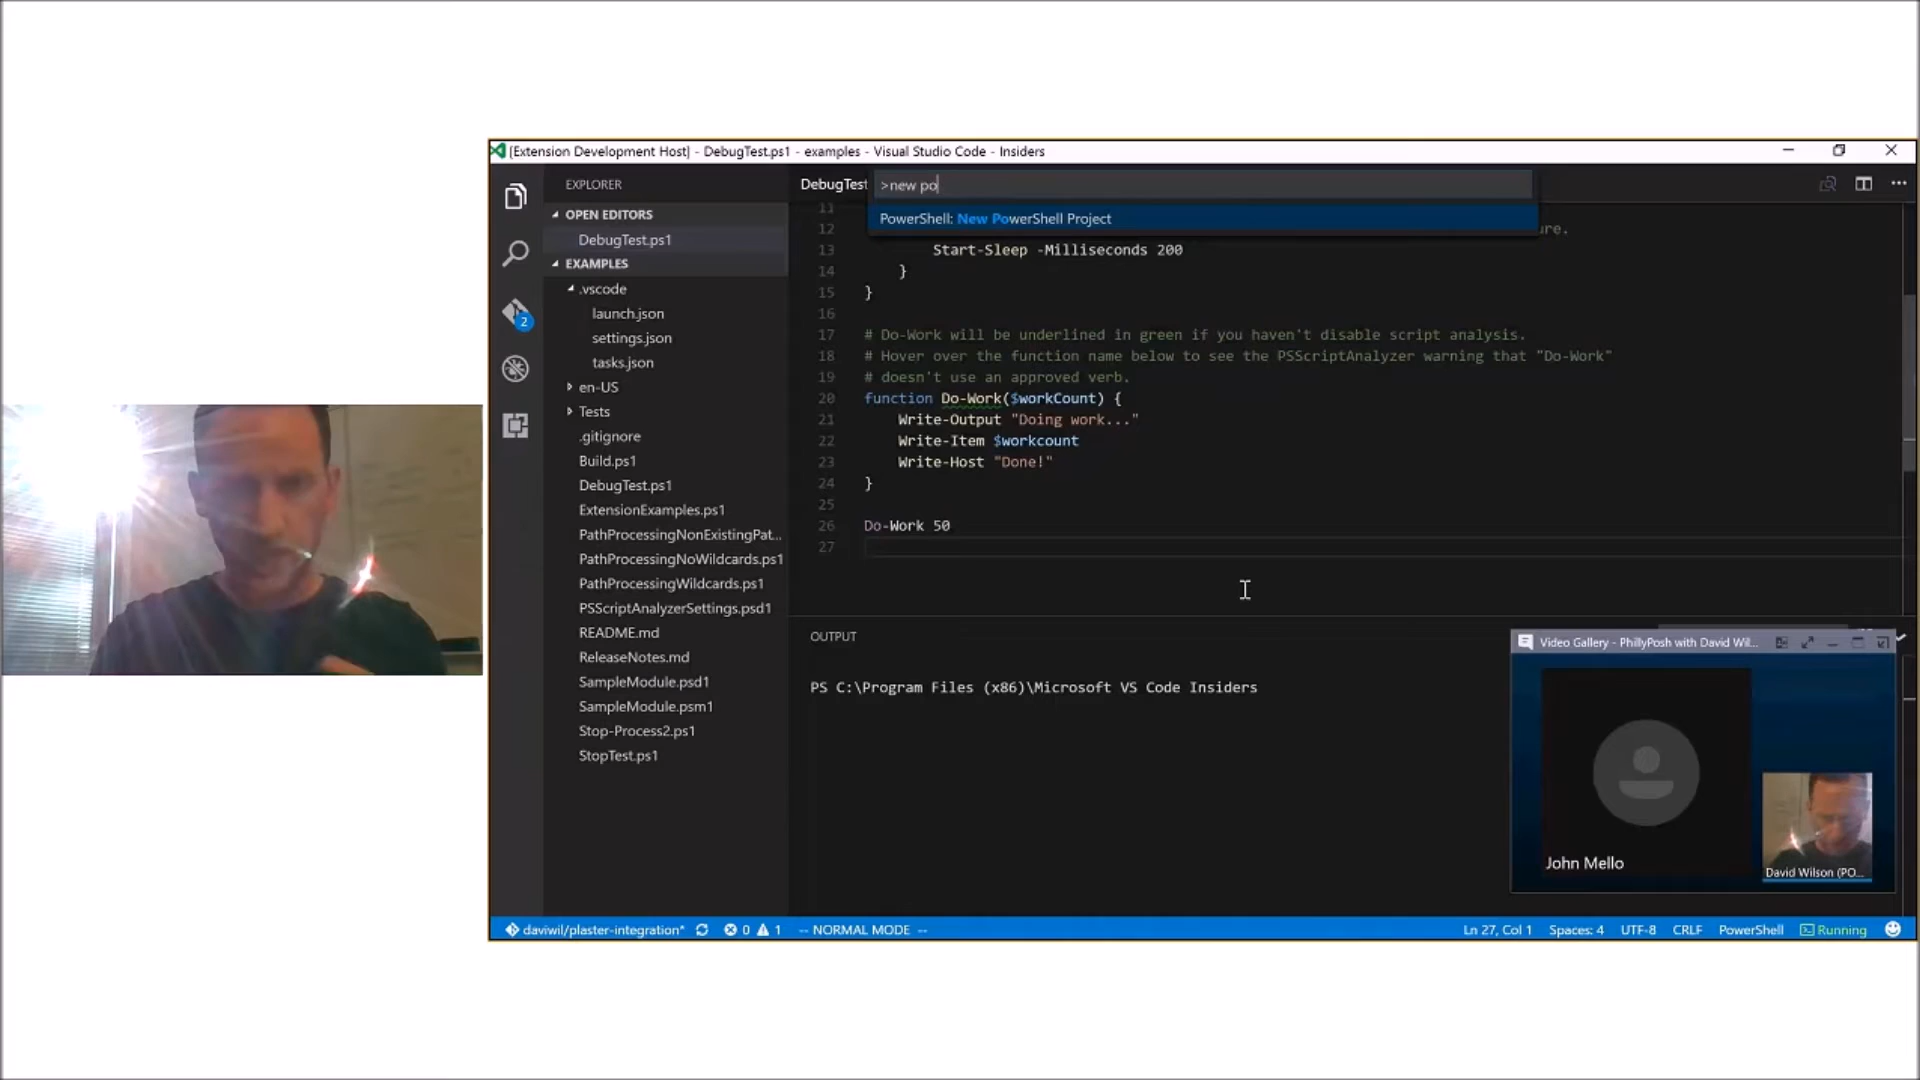 [Extension Development Host] - DebugTest.ps1 - examples - Visual Studio Code - Insiders
EXPLORER
OPEN EDITORS
DebugTest.ps1
EXAMPLES
.vscode
launch.json
settings.json
tasks.json
en-US
Tests
.gitignore
Build.ps1
DebugTest.ps1
ExtensionExamples.ps1
PathProcessingNonExistingPat...
PathProcessingNoWildcards.ps1
PathProcessingWildcards.ps1
PSScriptAnalyzerSettings.psd1
README.md
ReleaseNotes.md
SampleModule.psd1
SampleModule.psm1
Stop-Process2.ps1
StopTest.ps1
2
DebugTest
>new po
PowerShell: New PowerShell Project
11
12 ure.
13 Start-Sleep -Milliseconds 200
14 }
15 }
16
17 # Do-Work will be underlined in green if you haven't disable script analysis.
18 # Hover over the function name below to see the PSScriptAnalyzer warning that "Do-Work"
19 # doesn't use an approved verb.
20 function Do-Work($workCount) {
21 Write-Output "Doing work..."
22 Write-Item $workcount
23 Write-Host "Done!"
24 }
25
26 Do-Work 50
27
OUTPUT
PS C:\Program Files (x86)\Microsoft VS Code Insiders
Video Gallery - PhillyPosh with David Wil...
John Mello
David Wilson (PO...
daviwil/plaster-integration* 0 1 -- NORMAL MODE --
Ln 27, Col 1 Spaces: 4 UTF-8 CRLF PowerShell Running